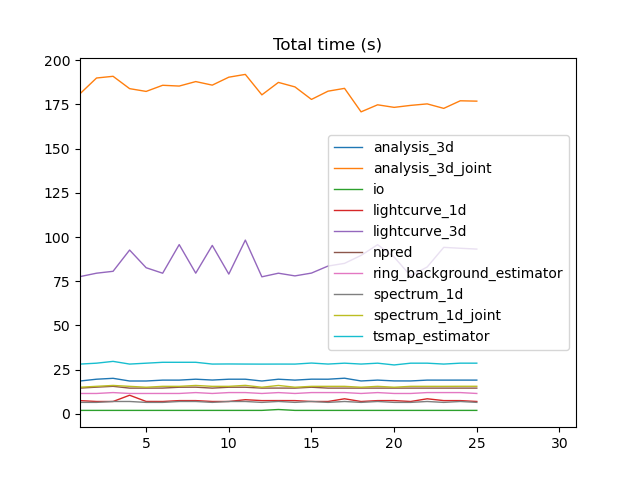 Total time (s)
200
175
150
125
100
75
50
25
0
analysis_3d
analysis_3d_joint
io
lightcurve_1d
lightcurve_3d
npred
ring_background_estimator
spectrum_1d
spectrum_1d_joint
tsmap_estimator
5 10 15 20 25 30